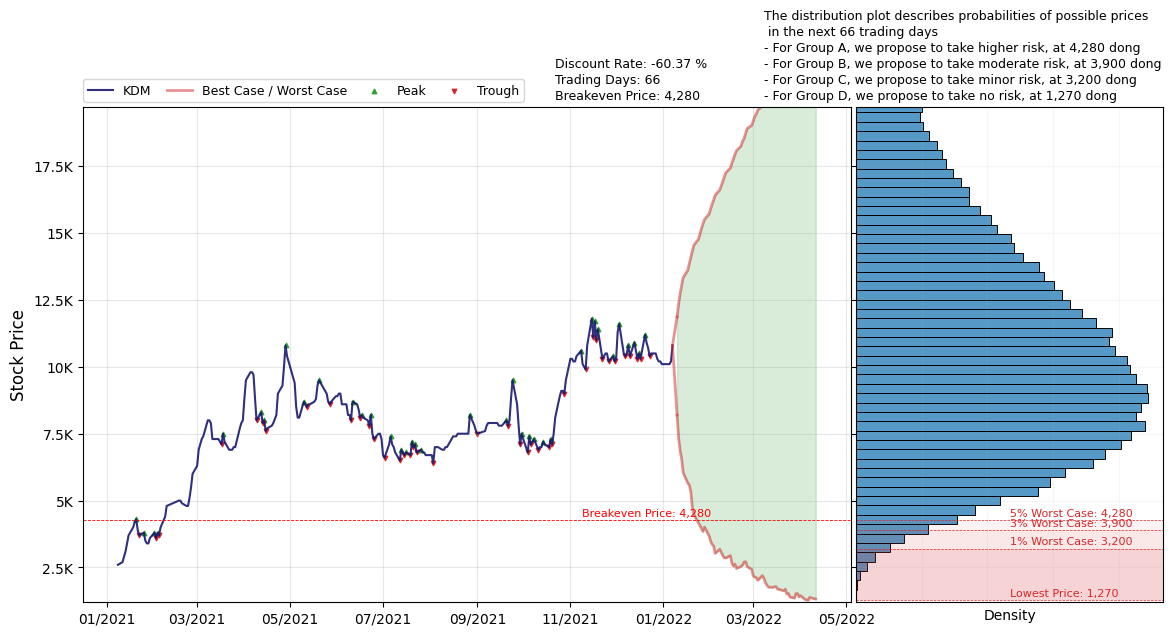 The distribution plot describes probabilities of possible prices
in the next 66 trading days
- For Group A, we propose to take higher risk, at 4,280 dong
- For Group B, we propose to take moderate risk, at 3,900 dong
- For Group C, we propose to take minor risk, at 3,200 dong
- For Group D, we propose to take no risk, at 1,270 dong
Discount Rate: -60.37 %
Trading Days: 66
Breakeven Price: 4,280
KDM
Best Case / Worst Case
Peak
Trough
Stock Price
17.5K
15K
12.5K
10K
7.5K
5K
2.5K
Breakeven Price: 4,280
5% Worst Case: 4,280
3% Worst Case: 3,900
1% Worst Case: 3,200
Lowest Price: 1,270
01/2021
03/2021
05/2021
07/2021
09/2021
11/2021
01/2022
03/2022
05/2022
Density